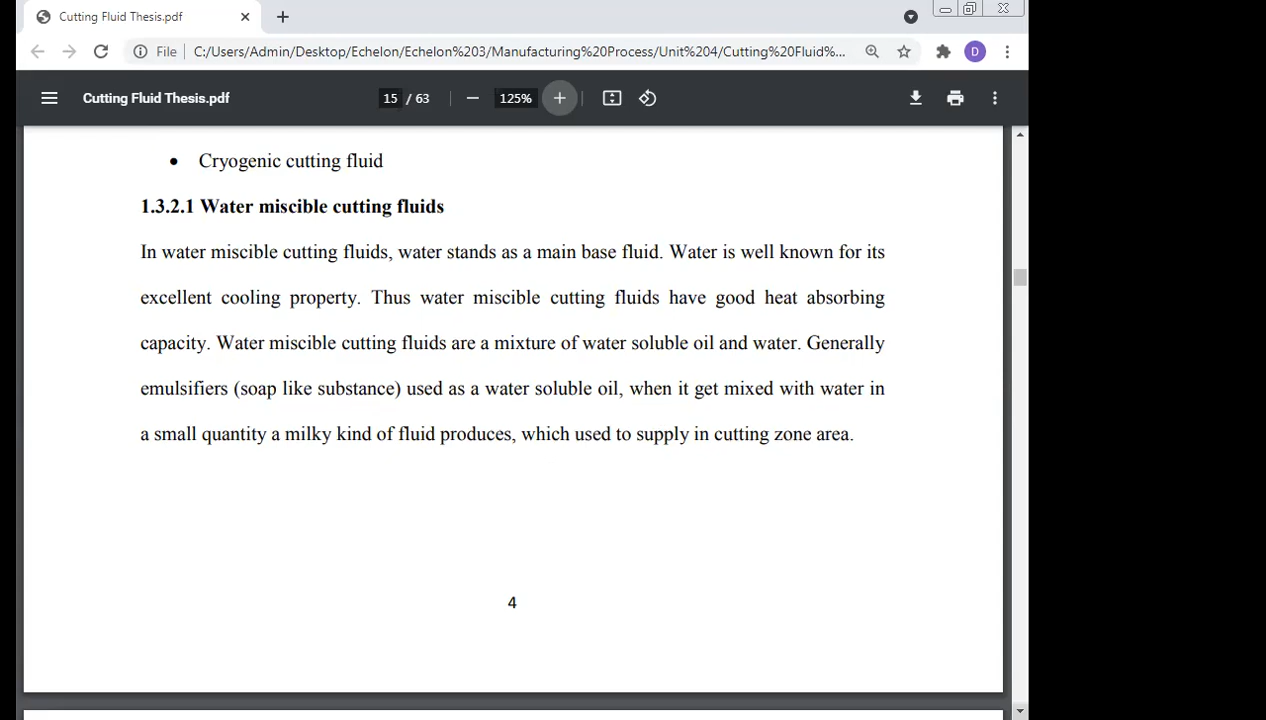 Cutting Fluid Thesis.pdf
File
C:/Users/Admin/Desktop/Echelon/Echelon%203/Manufacturing%20Process/Unit%204/Cutting%20Fluid%...
D
Cutting Fluid Thesis.pdf
15 / 63
125%
• Cryogenic cutting fluid
1.3.2.1 Water miscible cutting fluids
In water miscible cutting fluids, water stands as a main base fluid. Water is well known for its
excellent cooling property. Thus water miscible cutting fluids have good heat absorbing
capacity. Water miscible cutting fluids are a mixture of water soluble oil and water. Generally
emulsifiers (soap like substance) used as a water soluble oil, when it get mixed with water in
a small quantity a milky kind of fluid produces, which used to supply in cutting zone area.
4